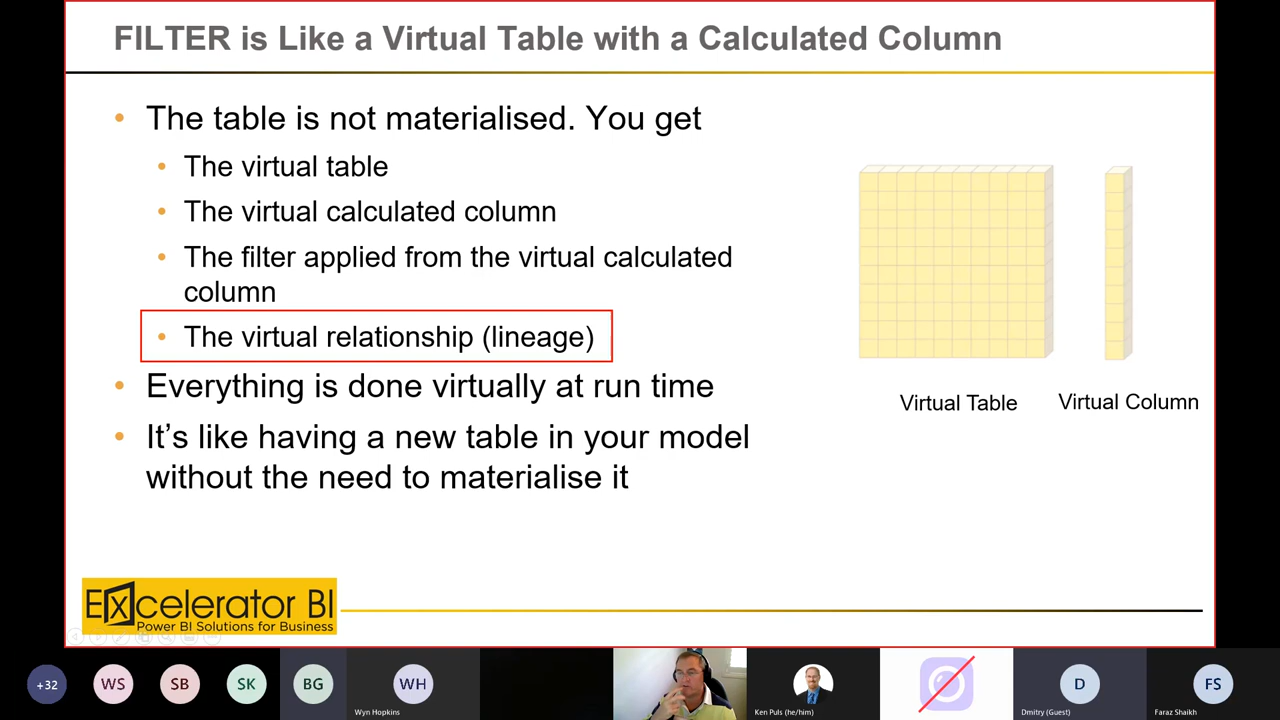 FILTER is Like a Virtual Table with a Calculated Column
• The table is not materialised. You get
• The virtual table
• The virtual calculated column
• The filter applied from the virtual calculated
column
• The virtual relationship (lineage)
• Everything is done virtually at run time
• It’s like having a new table in your model
without the need to materialise it
Virtual Table
Virtual Column
Excelerator BI
Power BI Solutions for Business
+32
WS
SB
SK
BG
WH
Wyn Hopkins
Ken Puls (he/him)
D
Dmitry (Guest)
FS
Faraz Shaikh